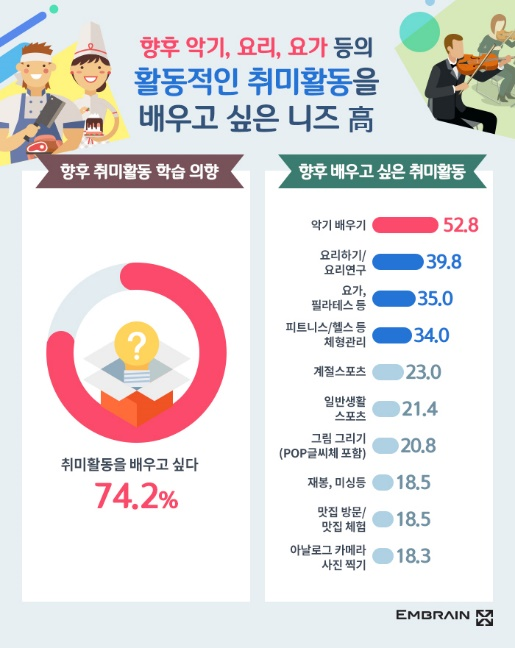 향후 악기, 요리, 요가 등의
활동적인 취미활동을
배우고 싶은 니즈 高
향후 취미활동 학습 의향
?
취미활동을 배우고 싶다
74.2%
향후 배우고 싶은 취미활동
악기 배우기 52.8
요리하기/
요리연구 39.8
요가,
필라테스 등 35.0
피트니스/헬스 등
체형관리 34.0
계절스포츠 23.0
일반생활
스포츠 21.4
그림 그리기
(POP글씨체 포함) 20.8
재봉, 미싱등 18.5
맛집 방문/
맛집 체험 18.5
아날로그 카메라
사진 찍기 18.3
EMBRAIN